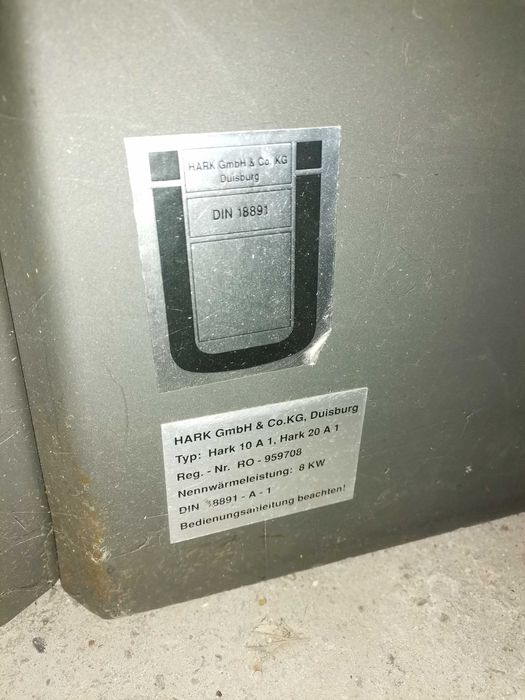 HARK GmbH & Co. KG
Duisburg
DIN 18891
HARK GmbH & Co.KG, Duisburg
Typ: Hark 10 A 1, Hark 20 A 1
Reg. - Nr. RO - 959708
Nennwärmeleistung: 8 KW
DIN 18891 - A - 1
Bedienungsanleitung beachten!